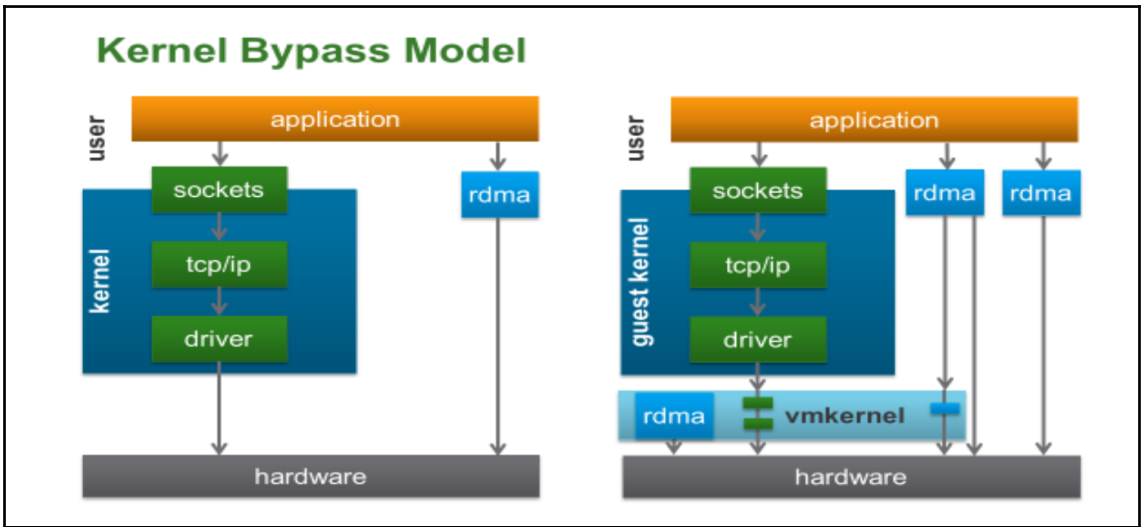 Kernel Bypass Model
user
application
sockets
rdma
kernel
tcp/ip
driver
hardware
user
application
sockets
rdma
rdma
guest kernel
tcp/ip
driver
rdma
vmkernel
hardware